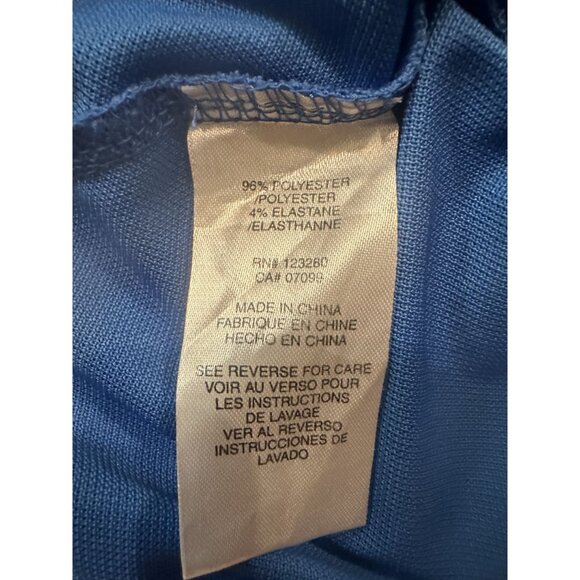 96% POLYESTER
/POLYESTER
4% ELASTANE
/ELASTHANNE
RN# 123280
CA# 07099
MADE IN CHINA
FABRIQUE EN CHINE
HECHO EN CHINA
SEE REVERSE FOR CARE
VOIR AU VERSO POUR
LES INSTRUCTIONS
DE LAVAGE
VER AL REVERSO
INSTRUCCIONES DE
LAVADO